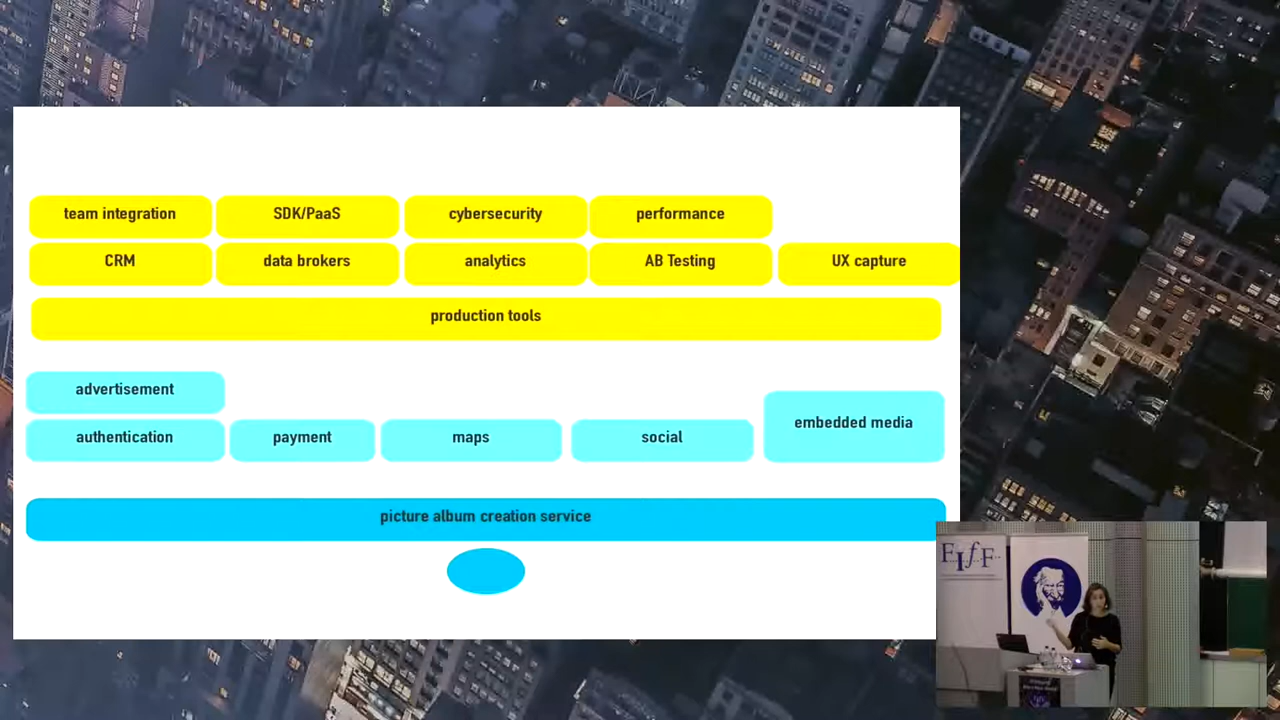 team integration
SDK/PaaS
cybersecurity
performance
CRM
data brokers
analytics
AB Testing
UX capture
production tools
advertisement
authentication
payment
maps
social
embedded media
picture album creation service
FIfF